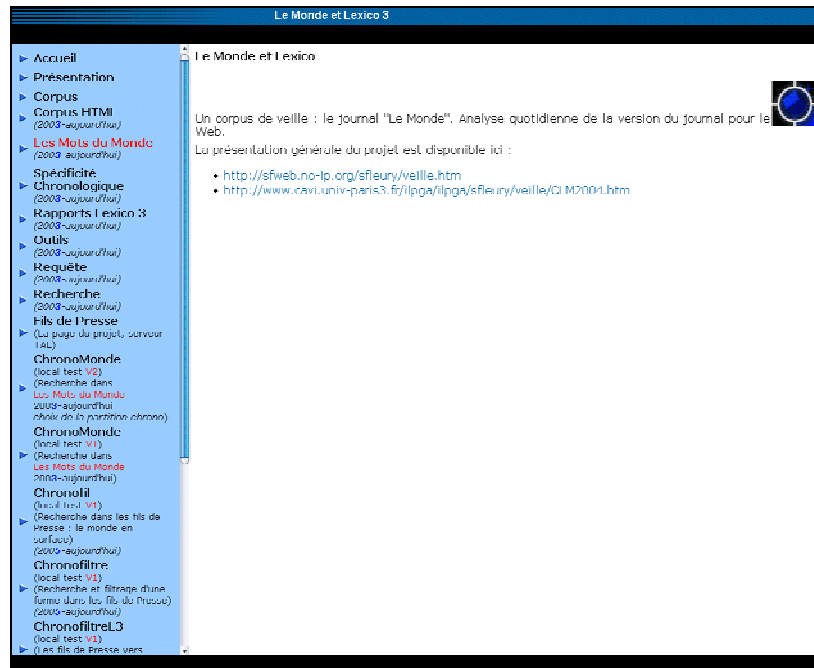 Le Monde et Lexico 3
Accueil
Présentation
Corpus
Corpus HTML
(2003-aujourd'hui)
Les Mots du Monde
(2003-aujourd'hui)
Spécificité
Chronologique
(2003-aujourd'hui)
Rapports Lexico 3
(2003-aujourd'hui)
Outils
(2003-aujourd'hui)
Requête
(2003-aujourd'hui)
Recherche
(2003-aujourd'hui)
Fils de Presse
(La page du projet, serveur
TAL)
ChronoMonde
(local test V2)
(Recherche dans
Les Mots du Monde
2003-aujourd'hui
choix de la partition chrono)
ChronoMonde
(local test V1)
(Recherche dans
Les Mots du Monde
2003-aujourd'hui)
Chronofil
(local test V1)
(Recherche dans les fils de
Presse : le monde en
surface)
(2005-aujourd'hui)
Chronofiltre
(local test V1)
(Recherche et filtrage d'une
forme dans les fils de Presse)
(2005-aujourd'hui)
ChronofiltreL3
(local test V1)
(Les fils de Presse vers
Le Monde et Lexico
Un corpus de veille : le journal "Le Monde". Analyse quotidienne de la version du journal pour le
Web.
La présentation générale du projet est disponible ici :
• http://sfweb.no-ip.org/sfleury/veille.htm
• http://www.cavi.univ-paris3.fr/ilpga/ilpga/sfleury/veille/CLM2004.htm